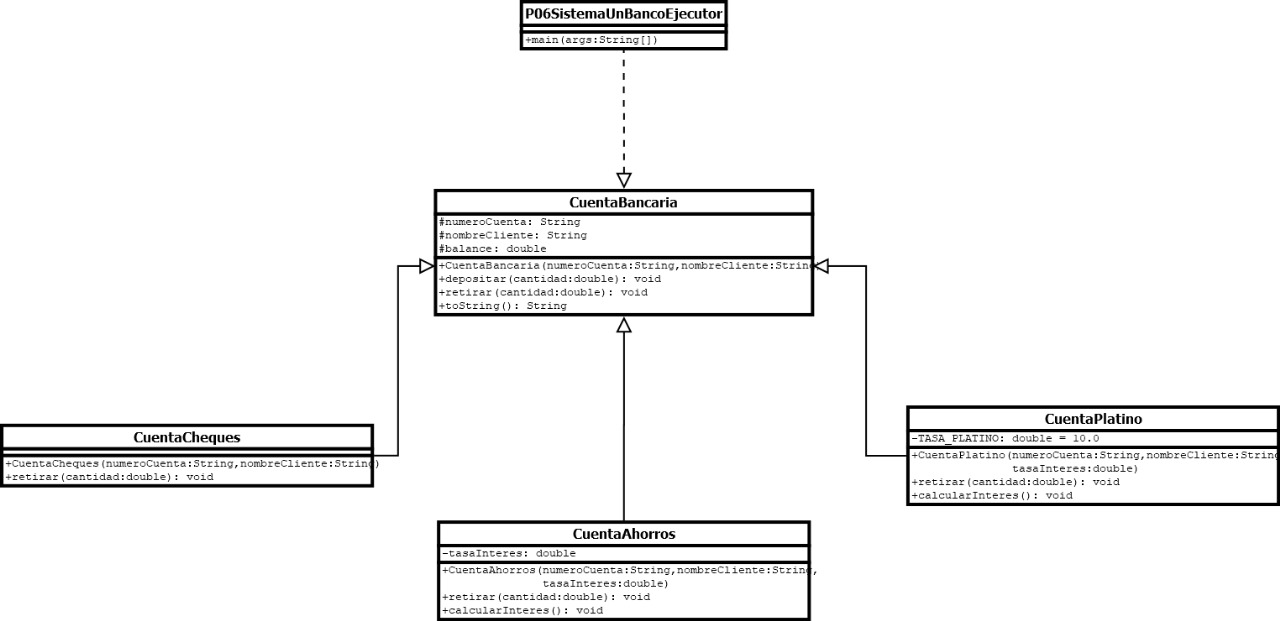 P06SistemaUnBancoEjecutor
+main(args:String[])
CuentaBancaria
#numeroCuenta: String
#nombreCliente: String
#balance: double
+CuentaBancaria(numeroCuenta:String,nombreCliente:String)
+depositar(cantidad:double): void
+retirar(cantidad:double): void
+toString(): String
CuentaCheques
+CuentaCheques(numeroCuenta:String,nombreCliente:String)
+retirar(cantidad:double): void
CuentaPlatino
-TASA_PLATINO: double = 10.0
+CuentaPlatino(numeroCuenta:String,nombreCliente:String
tasaInteres:double)
+retirar(cantidad:double): void
+calcularInteres(): void
CuentaAhorros
-tasaInteres: double
+CuentaAhorros(numeroCuenta:String,nombreCliente:String,
tasaInteres:double)
+retirar(cantidad:double): void
+calcularInteres(): void